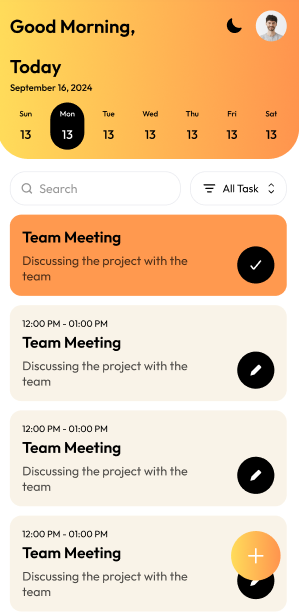 Good Morning,
Today
September 16, 2024
Sun Mon Tue Wed Thu Fri Sat
13 13 13 13 13 13 13
Search
All Task
Team Meeting
Discussing the project with the
team
12:00 PM - 01:00 PM
Team Meeting
Discussing the project with the
team
12:00 PM - 01:00 PM
Team Meeting
Discussing the project with the
team
12:00 PM - 01:00 PM
Team Meeting
Discussing the project with the
team